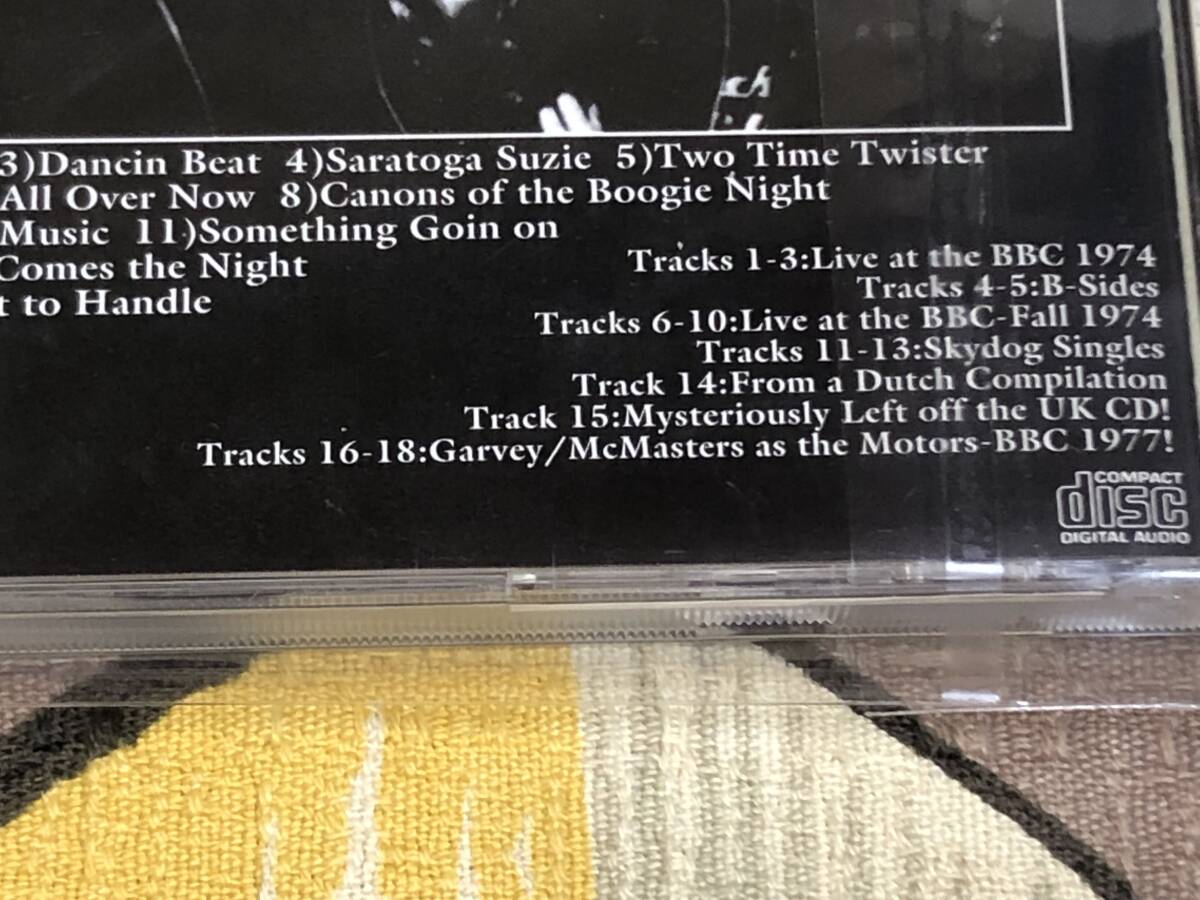 ch
3)Dancin Beat 4)Saratoga Suzie 5)Two Time Twister
All Over Now 8)Canons of the Boogie Night
Music 11)Something Goin on
Comes the Night
t to Handle
Tracks 1-3:Live at the BBC 1974
Tracks 4-5:B-Sides
Tracks 6-10:Live at the BBC-Fall 1974
Tracks 11-13:Skydog Singles
Track 14:From a Dutch Compilation
Track 15:Mysteriously Left off the UK CD!
Tracks 16-18:Garvey/McMasters as the Motors-BBC 1977!
COMPACT
disc
DIGITAL AUDIO